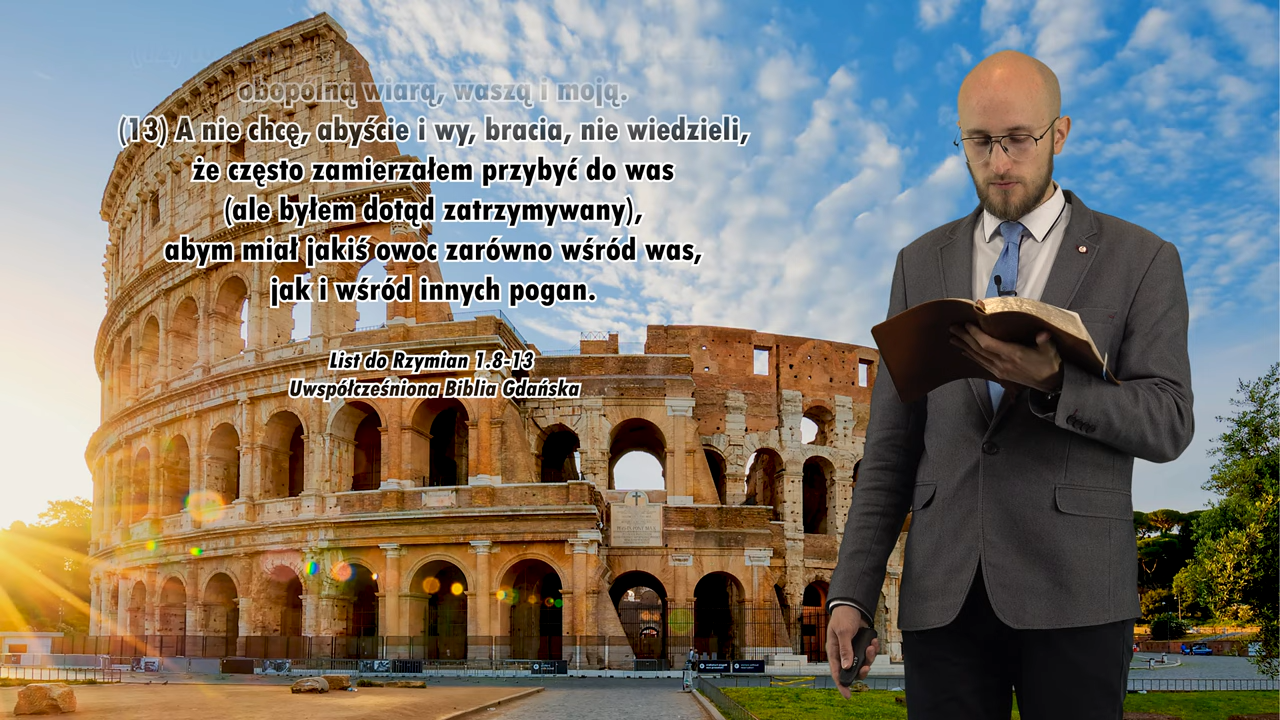 obopólną wiarą, waszą i moją.
(13) A nie chcę, abyście i wy, bracia, nie wiedzieli,
że często zamierzałem przybyć do was
(ale byłem dotąd zatrzymywany),
abym miał jakiś owoc zarówno wśród was,
jak i wśród innych pogan.
List do Rzymian 1.8-13
Uwspółcześniona Biblia Gdańska